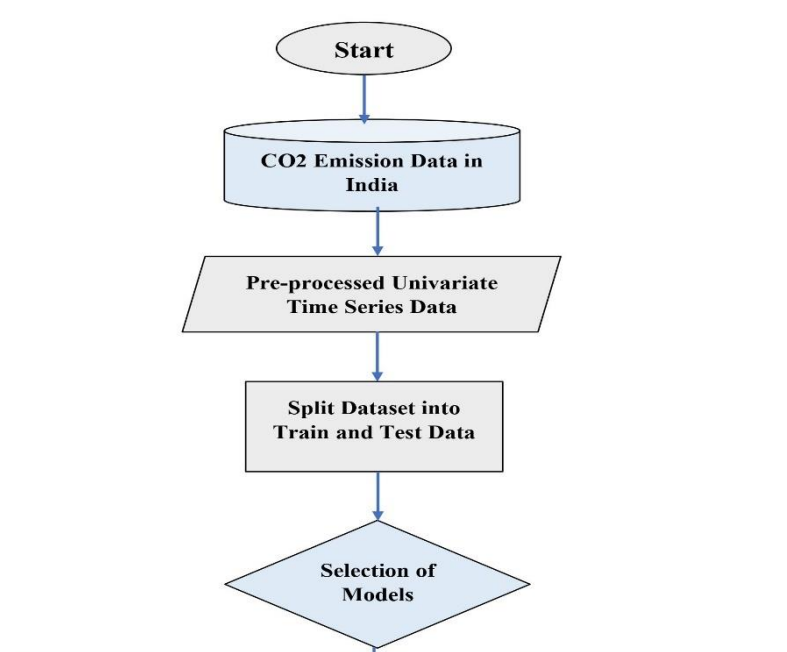 Start
CO2 Emission Data in
India
Pre-processed Univariate
Time Series Data
Split Dataset into
Train and Test Data
Selection of
Models